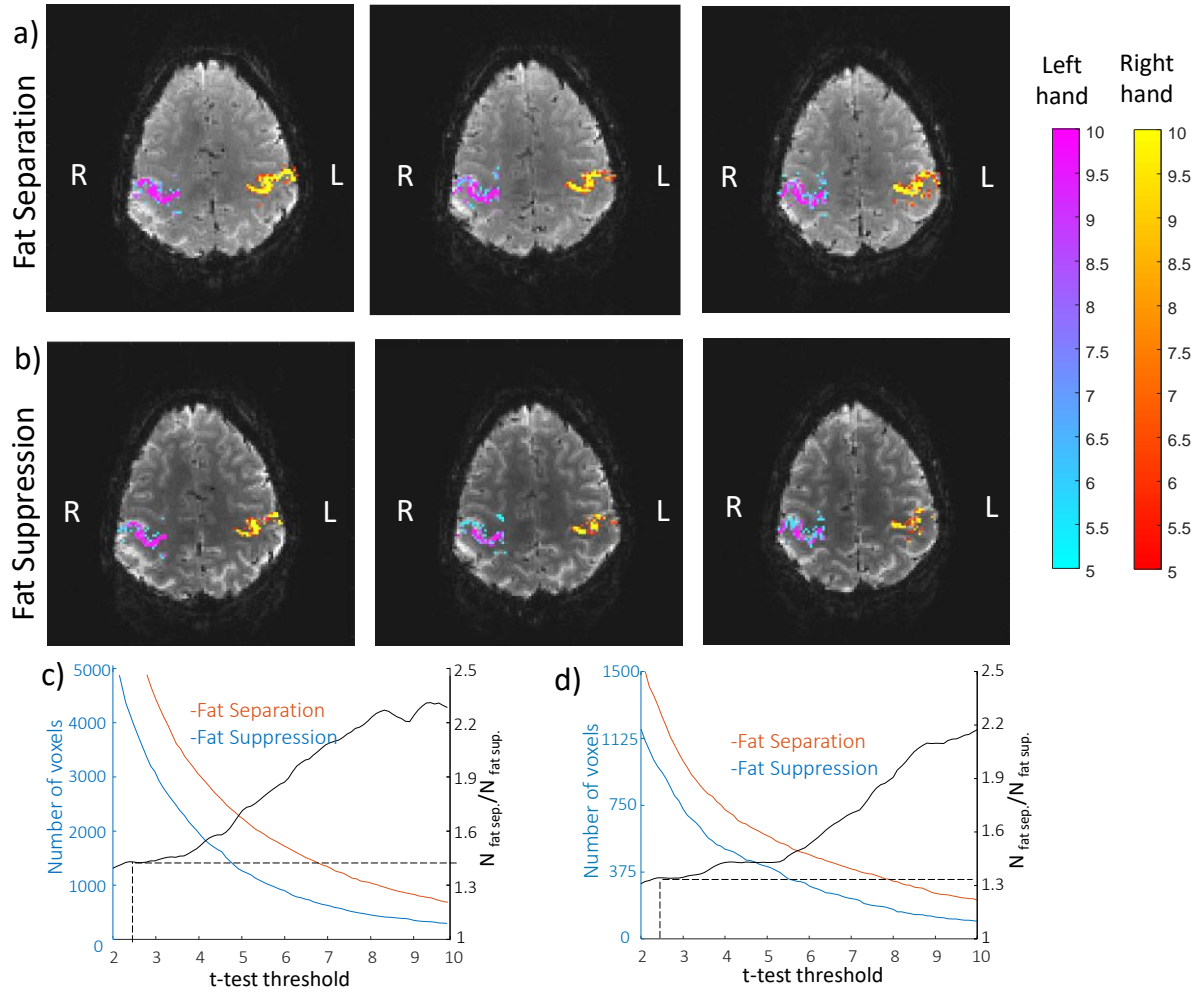 a)
Fat Separation
R
L
R
L
Left
hand
Right
hand
10
9.5
9
8.5
8
7.5
7
6.5
6
5.5
5
10
9.5
9
8.5
8
7.5
7
6.5
6
5.5
5
b)
Fat Suppression
R
L
R
L
c)
Number of voxels
5000
4000
3000
2000
1000
0
-Fat Separation
-Fat Suppression
2.5
2.2
1.9
1.6
1.3
1
N fat sep./N fat sup.
2 3 4 5 6 7 8 9 10
t-test threshold
d)
Number of voxels
1500
1125
750
375
0
-Fat Separation
-Fat Suppression
2.5
2.2
1.9
1.6
1.3
1
N fat sep./N fat sup.
2 3 4 5 6 7 8 9 10
t-test threshold